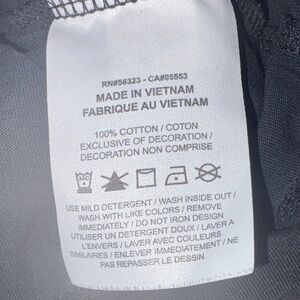 RN#56323 - CA#05553
MADE IN VIETNAM
FABRIQUE AU VIETNAM
100% COTTON / COTON
EXCLUSIVE OF DECORATION /
DECORATION NON COMPRISE
USE MILD DETERGENT / WASH INSIDE OUT /
WASH WITH LIKE COLORS / REMOVE
IMMEDIATELY / DO NOT IRON DESIGN
UTILISER UN DETERGENT DOUX / LAVER A
L'ENVERS / LAVER AVEC COULEURS
SIMILAIRES / ENLEVER IMMEDIATEMENT / NE
PAS REPASSER LE DESSIN